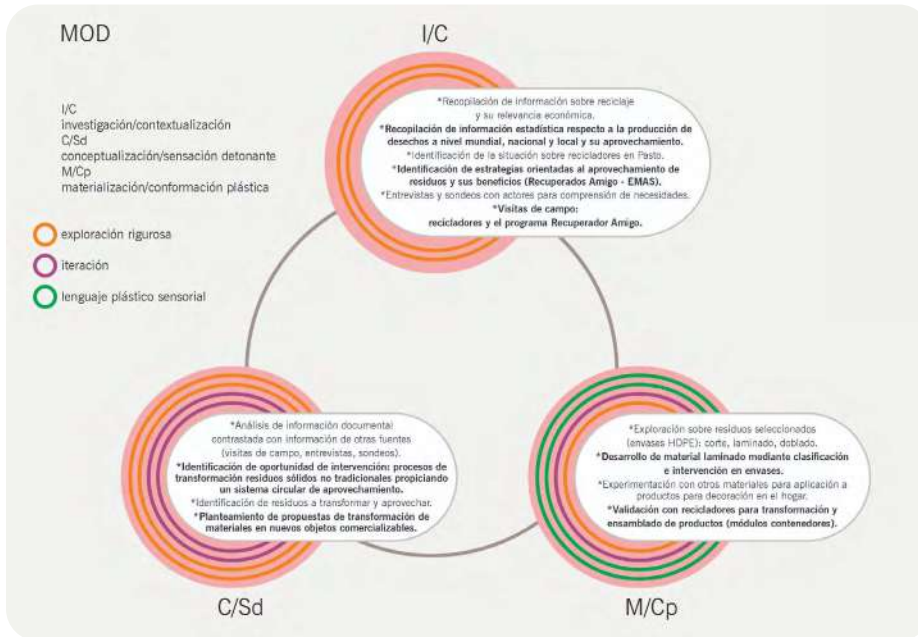 MOD
I/C
I/C
investigación/contextualización
C/Sd
conceptualización/sensación detonante
M/Cp
materialización/conformación plástica
exploración rigurosa
iteración
lenguaje plástico sensorial
*Recopilación de información sobre reciclaje
y su relevancia económica.
*Recopilación de información estadística respecto a la producción de
desechos a nivel mundial, nacional y local y su aprovechamiento.
*Identificación de la situación sobre recicladores en Pasto.
*Identificación de estrategias orientadas al aprovechamiento de
residuos y sus beneficios (Recuperados Amigo - EMAS).
*Entrevistas y sondeos con actores para comprensión de necesidades.
*Visitas de campo:
recicladores y el programa Recuperador Amigo.
*Análisis de información documental
contrastada con información de otras fuentes
(visitas de campo, entrevistas, sondeos).
*Identificación de oportunidad de intervención: procesos de
transformación residuos sólidos no tradicionales propiciando
un sistema circular de aprovechamiento.
*Identificación de residuos a transformar y aprovechar.
*Planteamiento de propuestas de transformación de
materiales en nuevos objetos comercializables.
C/Sd
*Exploración sobre residuos seleccionados
(envases HDPE): corte, laminado, doblado.
*Desarrollo de material laminado mediante clasificación
e intervención en envases.
*Experimentación con otros materiales para aplicación a
productos para decoración en el hogar.
*Validación con recicladores para transformación y
ensamblado de productos (módulos contenedores).
M/Cp